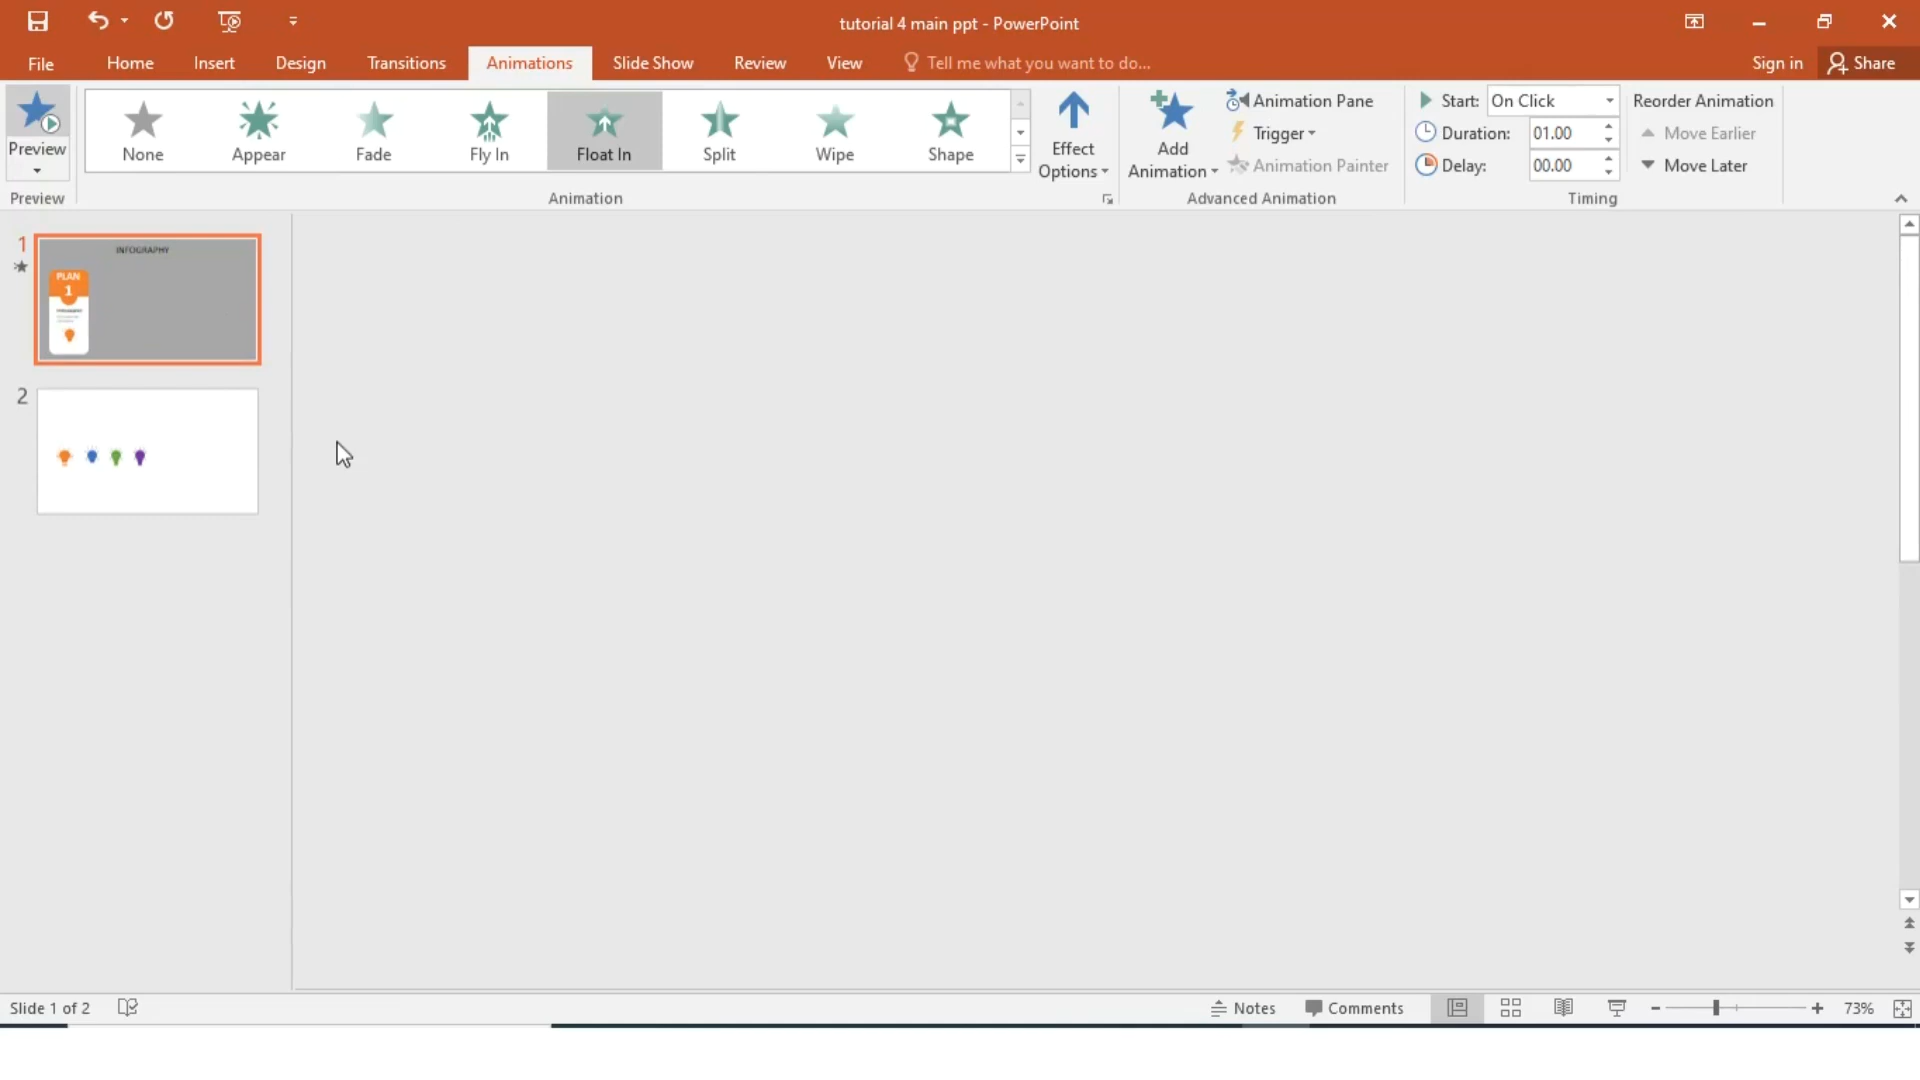 tutorial 4 main ppt - PowerPoint
File
Home
Insert
Design
Transitions
Animations
Slide Show
Review
View
Tell me what you want to do...
Sign in
Share
Preview
None
Appear
Fade
Fly In
Float In
Split
Wipe
Shape
Effect
Options
Add
Animation
Animation Pane
Trigger
Animation Painter
Start: On Click
Duration: 01.00
Delay: 00.00
Reorder Animation
Move Earlier
Move Later
Preview
Animation
Advanced Animation
Timing
1
INFOGRAPHY
PLAN
1
2
Slide 1 of 2
Notes
Comments
73%